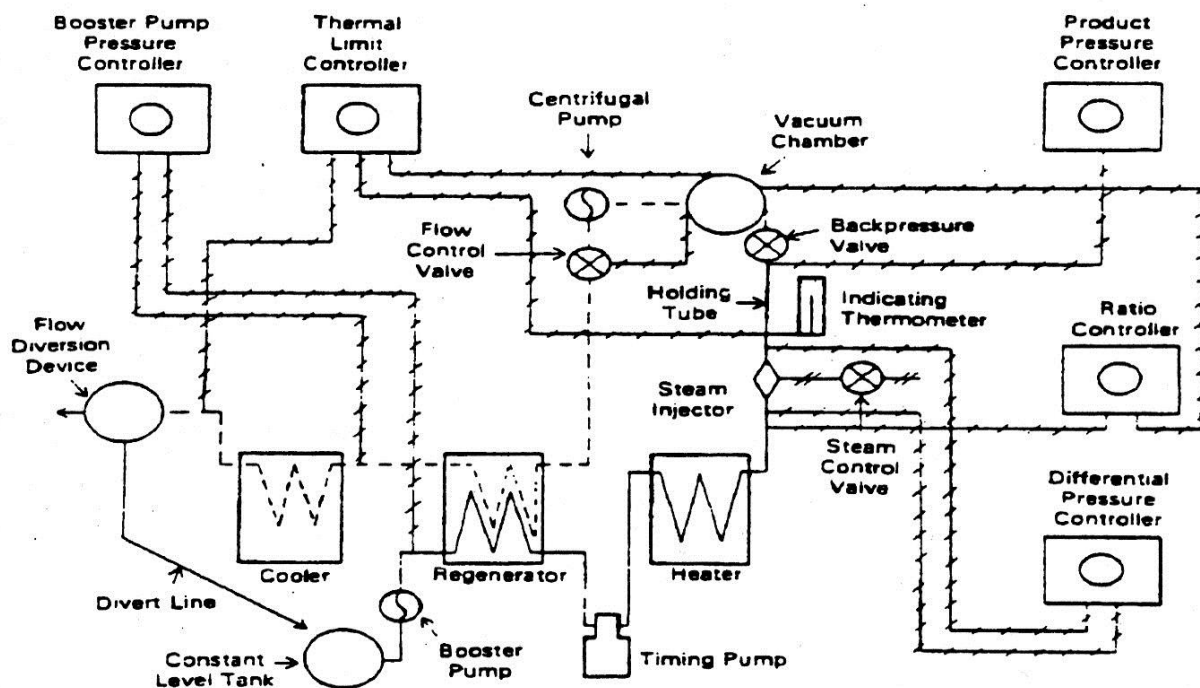 Booster Pump
Pressure
Controller
Thermal
Limit
Controller
Product
Pressure
Controller
Centrifugal
Pump
Vacuum
Chamber
Flow
Control
Valve
Backpressure
Valve
Holding
Tube
Indicating
Thermometer
Ratio
Controller
Flow
Diversion
Device
Steam
Injector
Steam
Control
Valve
Differential
Pressure
Controller
Cooler
Regenerator
Heater
Divert Line
Booster
Pump
Timing Pump
Constant
Level Tank